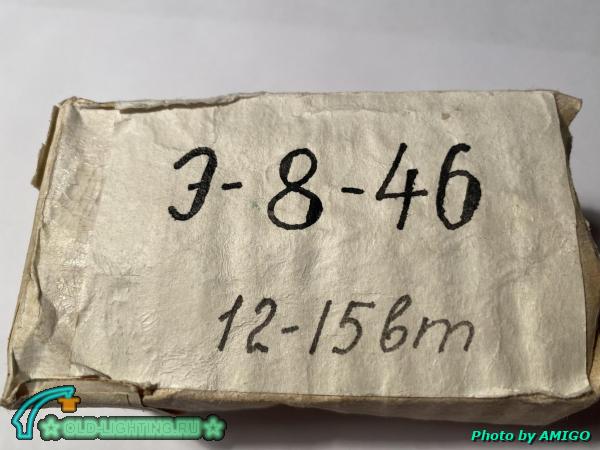 Э-8-46
12-15вт
☆ OLD-LIGHTING.RU ☆
Photo by AMIGO